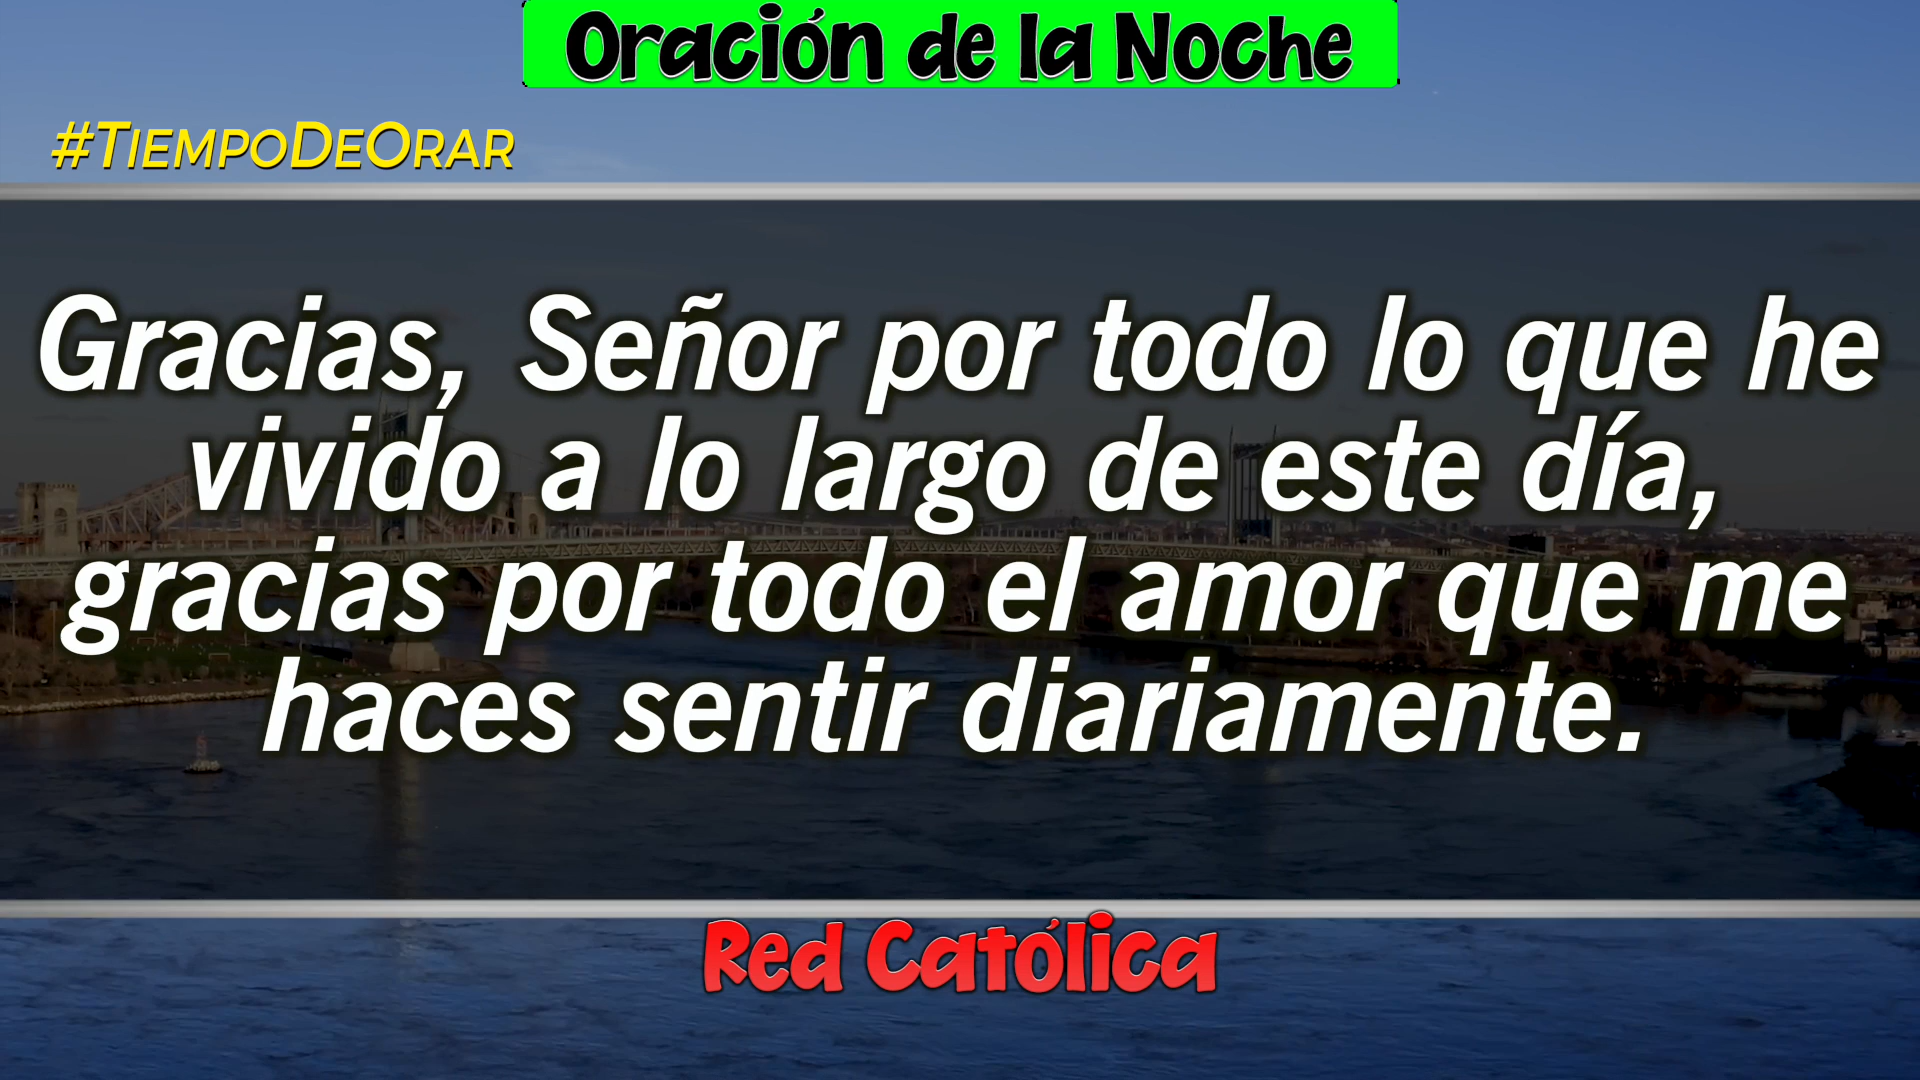 Oración de la Noche
#TiempoDeOrar
Gracias, Señor por todo lo que he
vivido a lo largo de este día,
gracias por todo el amor que me
haces sentir diariamente.
Red Católica